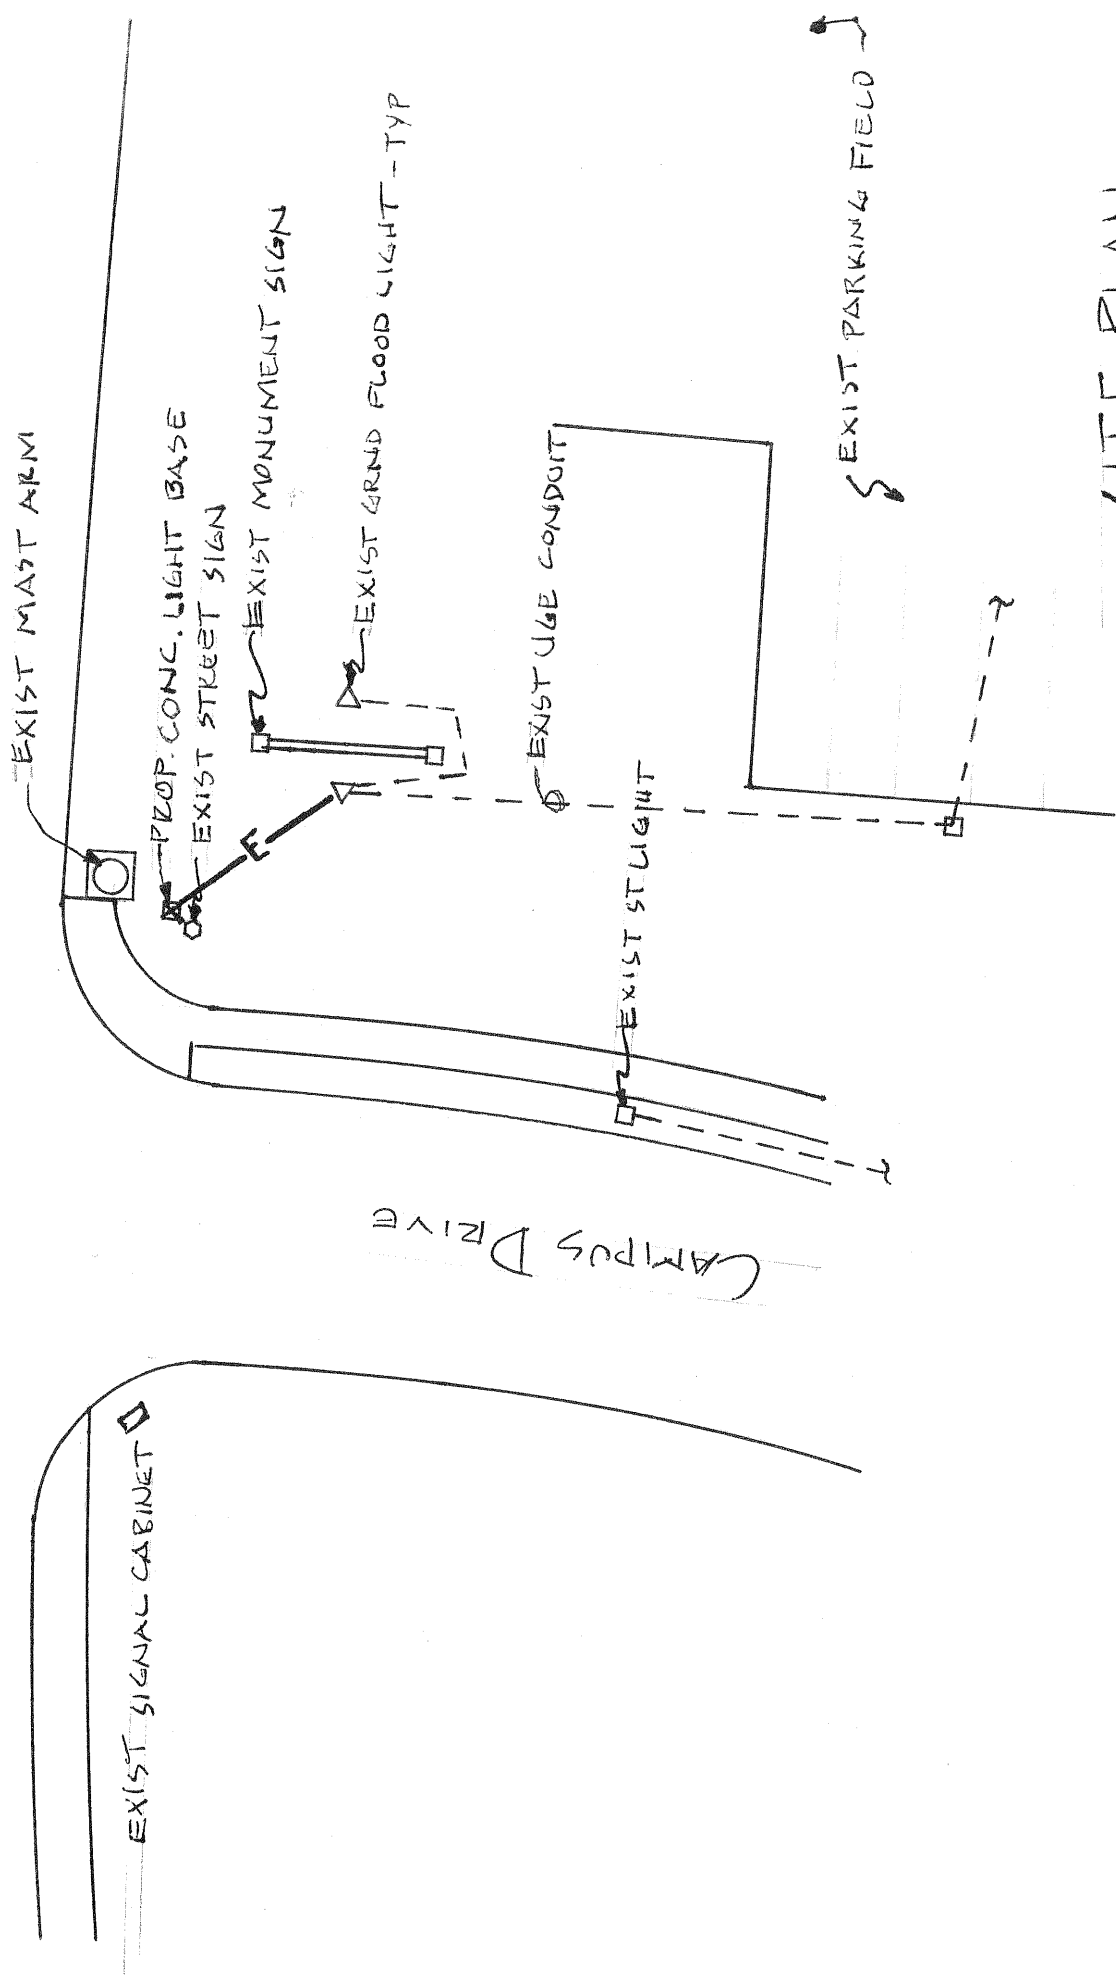 EXIST MAST ARM
PROP. CONC. LIGHT BASE
EXIST STREET SIGN
EXIST MONUMENT SIGN
EXIST GRND FLOOD LIGHT-TYP
E
EXIST UGE CONDUIT
EXIST ST LIGHT
EXIST PARKING FIELD
CAMPUS DRIVE
EXIST SIGNAL CABINET